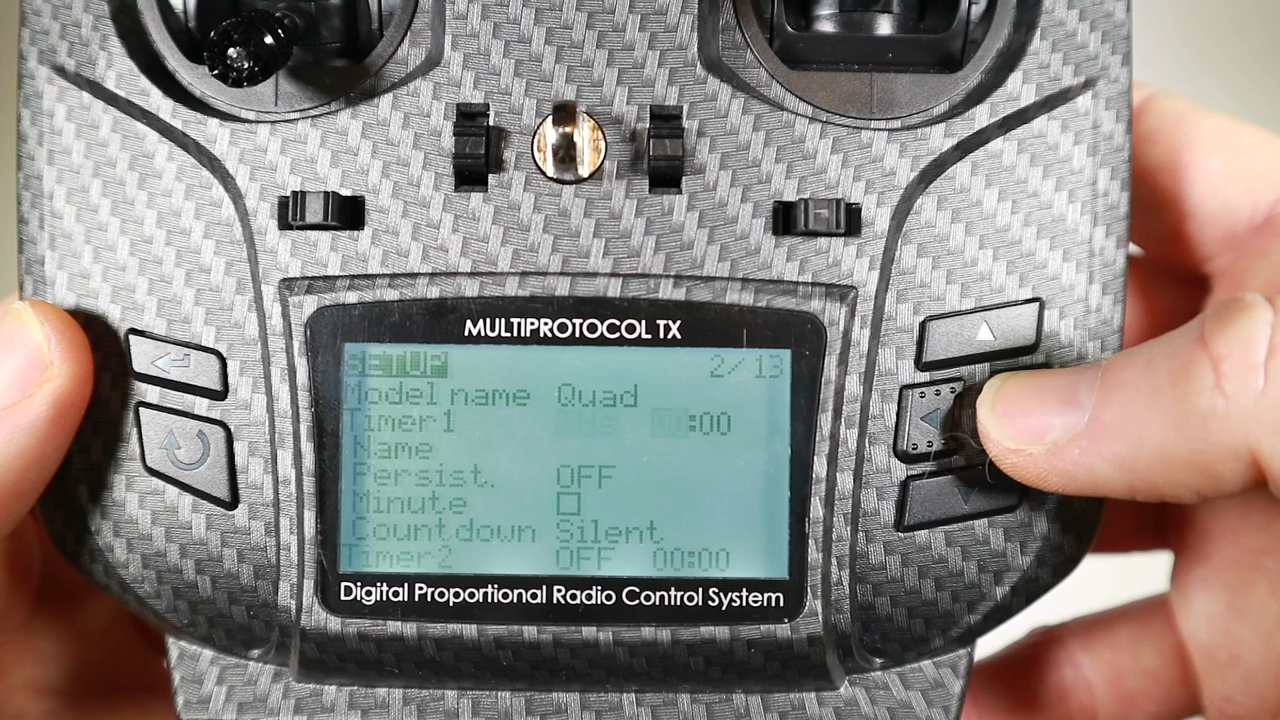 MULTIPROTOCOL TX
SETUP 2/13
Model name Quad
Timer1 00:00
Name
Persist. OFF
Minute
Countdown Silent
Timer2 OFF 00:00
Digital Proportional Radio Control System